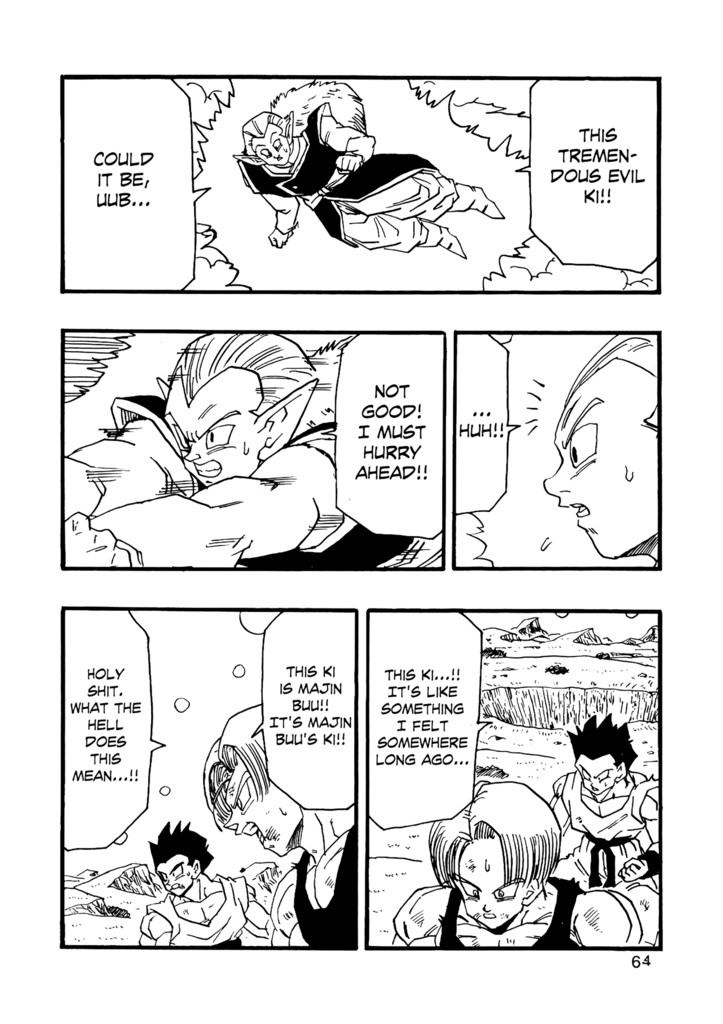 THIS
TREMEN-
DOUS EVIL
KI!!
COULD
IT BE,
UUB...
...
HUH!!
NOT
GOOD!
I MUST
HURRY
AHEAD!!
THIS KI...!!
IT'S LIKE
SOMETHING
I FELT
SOMEWHERE
LONG AGO...
THIS KI
IS MAJIN
BUU!!
IT'S MAJIN
BUU'S KI!!
HOLY
SHIT.
WHAT THE
HELL
DOES
THIS
MEAN...!!
64